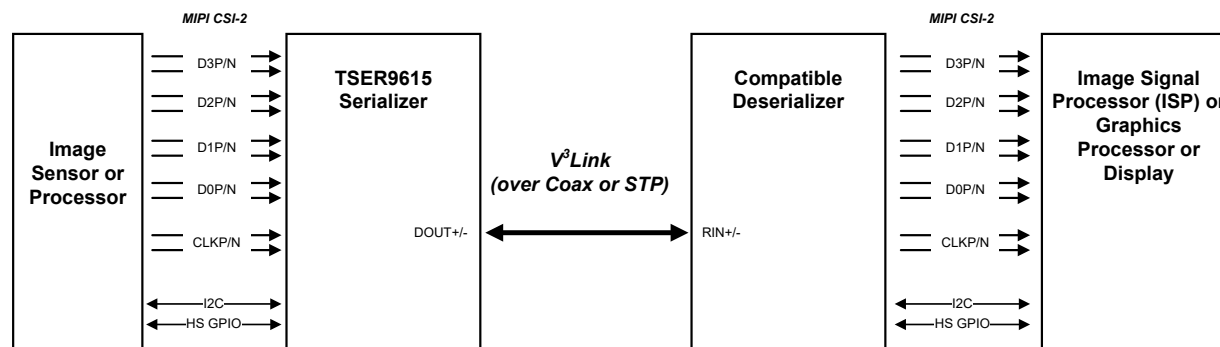 MIPI CSI-2
MIPI CSI-2
Image
Sensor or
Processor
D3P/N
D2P/N
D1P/N
D0P/N
CLKP/N
I2C
HS GPIO
TSER9615
Serializer
DOUT+/-
V³Link
(over Coax or STP)
Compatible
Deserializer
RIN+/-
D3P/N
D2P/N
D1P/N
D0P/N
CLKP/N
I2C
HS GPIO
Image Signal
Processor (ISP) or
Graphics
Processor or
Display